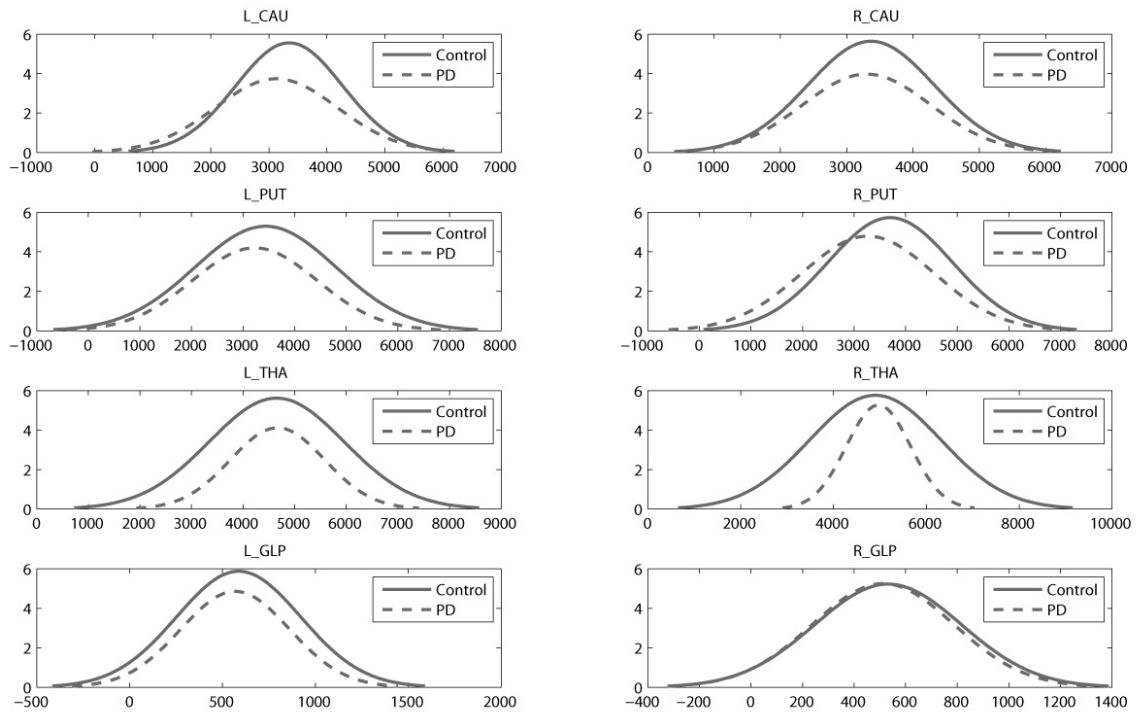 L_CAU
6
4
2
0
Control
PD
−1000 0 1000 2000 3000 4000 5000 6000 7000
R_CAU
6
4
2
0
Control
PD
0 1000 2000 3000 4000 5000 6000 7000
L_PUT
6
4
2
0
Control
PD
−1000 0 1000 2000 3000 4000 5000 6000 7000 8000
R_PUT
6
4
2
0
Control
PD
−1000 0 1000 2000 3000 4000 5000 6000 7000 8000
L_THA
6
4
2
0
Control
PD
0 1000 2000 3000 4000 5000 6000 7000 8000 9000
R_THA
6
4
2
0
Control
PD
0 2000 4000 6000 8000 10000
L_GLP
6
4
2
0
Control
PD
−500 0 500 1000 1500 2000
R_GLP
6
4
2
0
Control
PD
−400 −200 0 200 400 600 800 1000 1200 1400